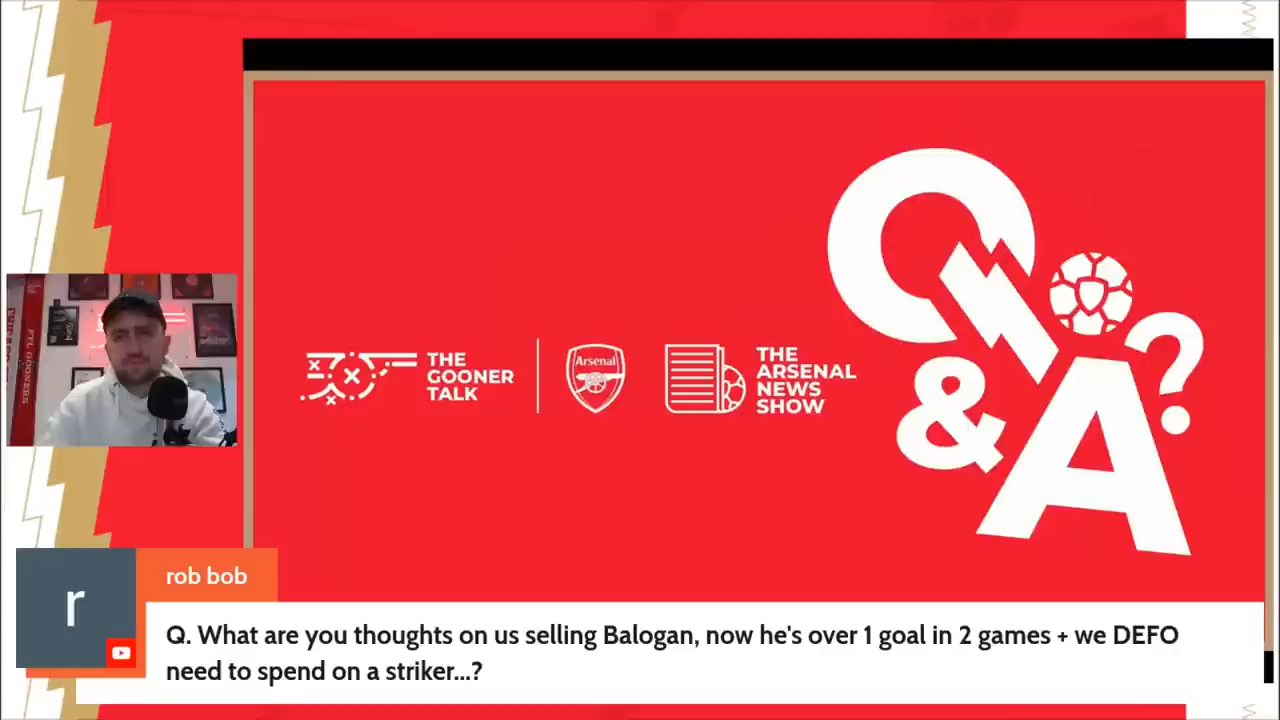 Q
&
A
?
THE
GOONER
TALK
Arsenal
THE
ARSENAL
NEWS
SHOW
r
rob bob
Q. What are you thoughts on us selling Balogan, now he's over 1 goal in 2 games + we DEFO
need to spend on a striker...?